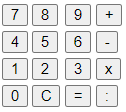 7 8 9 +
4 5 6 -
1 2 3 x
0 C = :